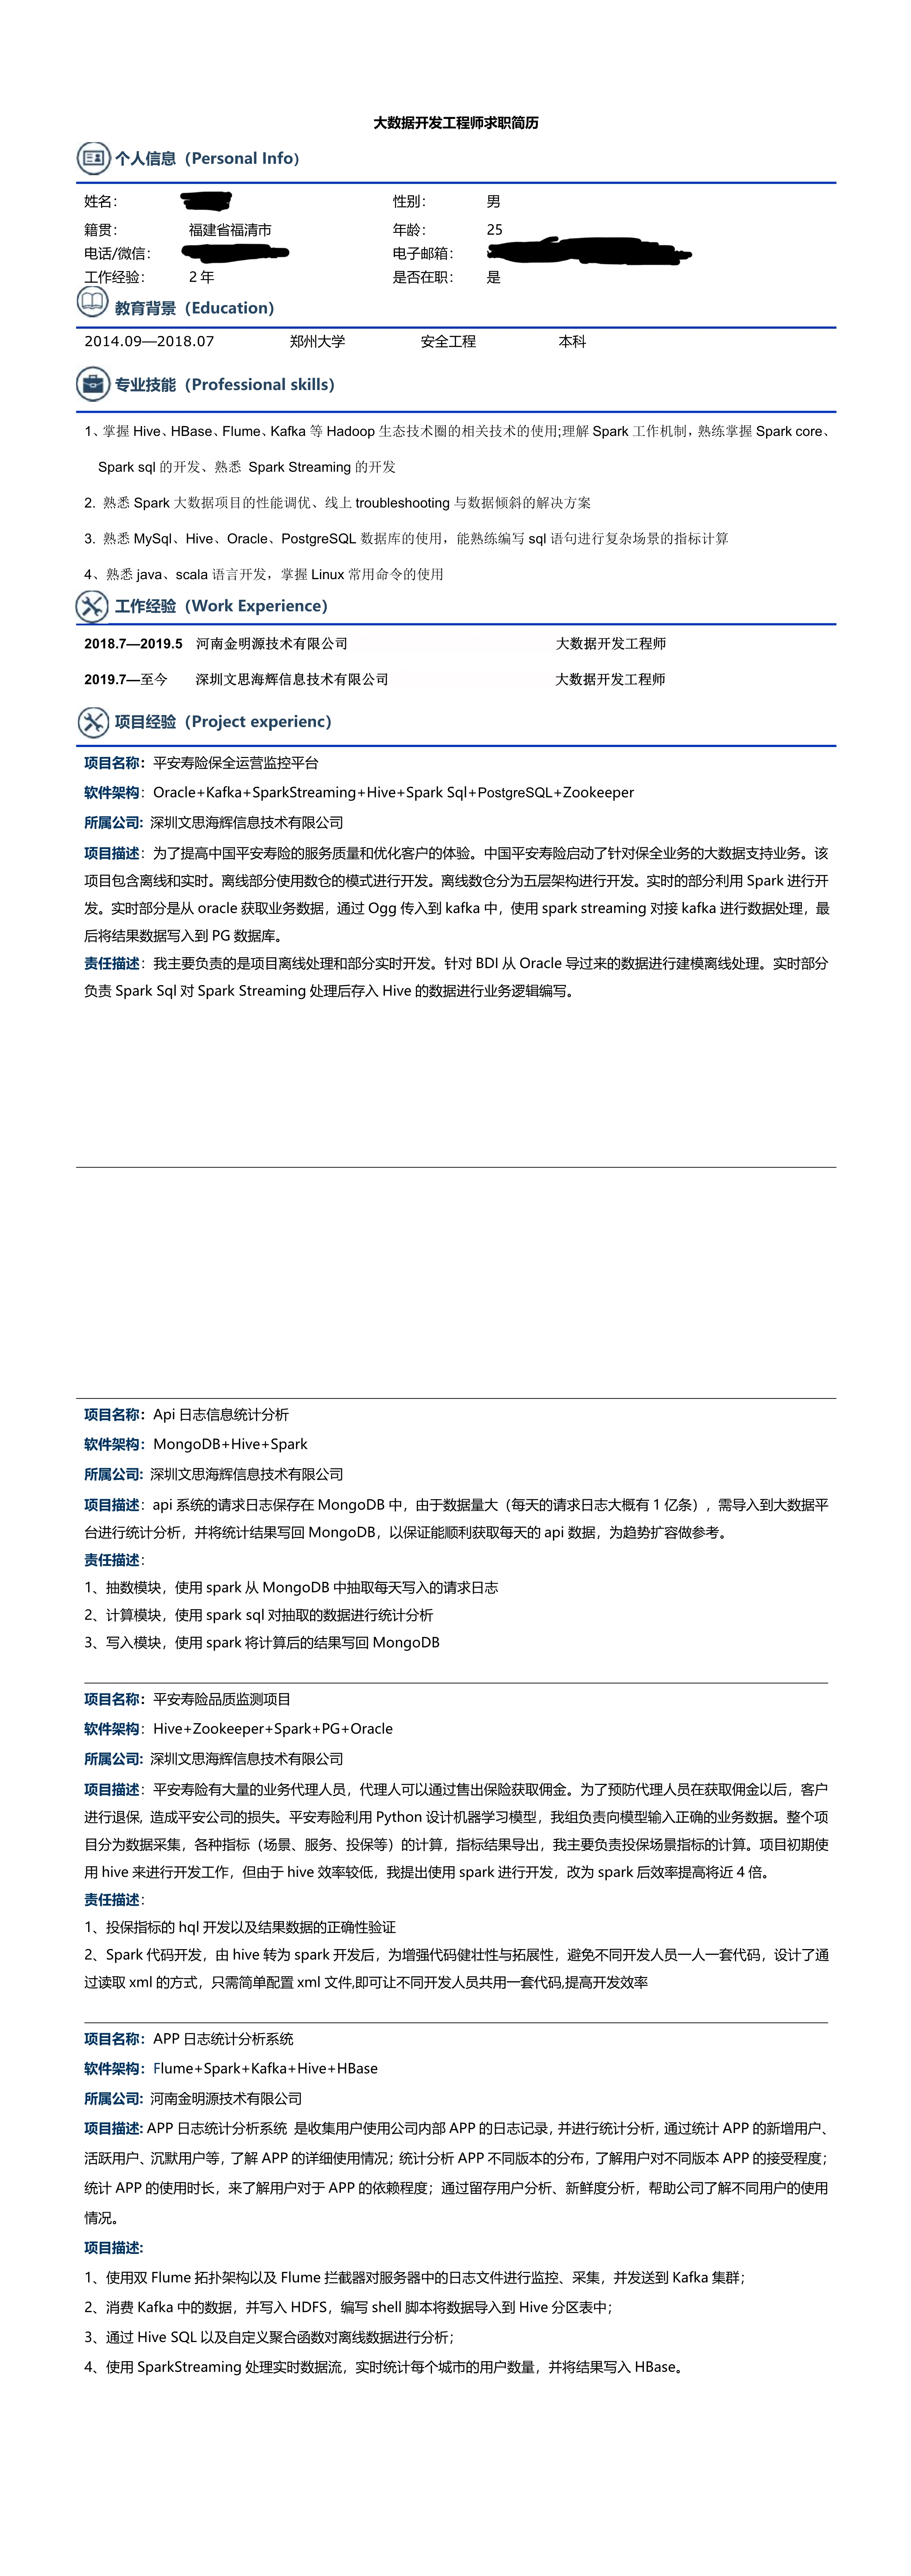 大数据开发工程师求职简历
个人信息（Personal Info）
姓名： 性别： 男
籍贯： 福建省福清市 年龄： 25
电话/微信： 电子邮箱：
工作经验： 2 年 是否在职： 是
教育背景（Education）
2014.09—2018.07 郑州大学 安全工程 本科
专业技能（Professional skills）
1、掌握 Hive、HBase、Flume、Kafka 等 Hadoop 生态技术圈的相关技术的使用;理解 Spark 工作机制，熟练掌握 Spark core、
Spark sql 的开发、熟悉 Spark Streaming 的开发
2. 熟悉 Spark 大数据项目的性能调优、线上 troubleshooting 与数据倾斜的解决方案
3. 熟悉 MySql、Hive、Oracle、PostgreSQL 数据库的使用，能熟练编写 sql 语句进行复杂场景的指标计算
4、熟悉 java、scala 语言开发，掌握 Linux 常用命令的使用
工作经验（Work Experience）
2018.7—2019.5 河南金明源技术有限公司 大数据开发工程师
2019.7—至今 深圳文思海辉信息技术有限公司 大数据开发工程师
项目经验（Project experienc）
项目名称：平安寿险保全运营监控平台
软件架构：Oracle+Kafka+SparkStreaming+Hive+Spark Sql+PostgreSQL+Zookeeper
所属公司: 深圳文思海辉信息技术有限公司
项目描述：为了提高中国平安寿险的服务质量和优化客户的体验。中国平安寿险启动了针对保全业务的大数据支持业务。该
项目包含离线和实时。离线部分使用数仓的模式进行开发。离线数仓分为五层架构进行开发。实时的部分利用 Spark 进行开
发。实时部分是从 oracle 获取业务数据，通过 Ogg 传入到 kafka 中，使用 spark streaming 对接 kafka 进行数据处理，最
后将结果数据写入到 PG 数据库。
责任描述：我主要负责的是项目离线处理和部分实时开发。针对 BDI 从 Oracle 导过来的数据进行建模离线处理。实时部分
负责 Spark Sql 对 Spark Streaming 处理后存入 Hive 的数据进行业务逻辑编写。
项目名称：Api 日志信息统计分析
软件架构：MongoDB+Hive+Spark
所属公司: 深圳文思海辉信息技术有限公司
项目描述：api 系统的请求日志保存在 MongoDB 中，由于数据量大（每天的请求日志大概有 1 亿条），需导入到大数据平
台进行统计分析，并将统计结果写回 MongoDB，以保证能顺利获取每天的 api 数据，为趋势扩容做参考。
责任描述：
1、抽数模块，使用 spark 从 MongoDB 中抽取每天写入的请求日志
2、计算模块，使用 spark sql 对抽取的数据进行统计分析
3、写入模块，使用 spark 将计算后的结果写回 MongoDB
项目名称：平安寿险品质监测项目
软件架构：Hive+Zookeeper+Spark+PG+Oracle
所属公司: 深圳文思海辉信息技术有限公司
项目描述：平安寿险有大量的业务代理人员，代理人可以通过售出保险获取佣金。为了预防代理人员在获取佣金以后，客户
进行退保，造成平安公司的损失。平安寿险利用 Python 设计机器学习模型，我组负责向模型输入正确的业务数据。整个项
目分为数据采集，各种指标（场景、服务、投保等）的计算，指标结果导出，我主要负责投保场景指标的计算。项目初期使
用 hive 来进行开发工作，但由于 hive 效率较低，我提出使用 spark 进行开发，改为 spark 后效率提高将近 4 倍。
责任描述：
1、投保指标的 hql 开发以及结果数据的正确性验证
2、Spark 代码开发，由 hive 转为 spark 开发后，为增强代码健壮性与拓展性，避免不同开发人员一人一套代码，设计了通
过读取 xml 的方式，只需简单配置 xml 文件,即可让不同开发人员共用一套代码,提高开发效率
项目名称：APP 日志统计分析系统
软件架构：Flume+Spark+Kafka+Hive+HBase
所属公司: 河南金明源技术有限公司
项目描述: APP 日志统计分析系统 是收集用户使用公司内部 APP 的日志记录，并进行统计分析，通过统计 APP 的新增用户、
活跃用户、沉默用户等，了解 APP 的详细使用情况；统计分析 APP 不同版本的分布，了解用户对不同版本 APP 的接受程度；
统计 APP 的使用时长，来了解用户对于 APP 的依赖程度；通过留存用户分析、新鲜度分析，帮助公司了解不同用户的使用
情况。
项目描述:
1、使用双 Flume 拓扑架构以及 Flume 拦截器对服务器中的日志文件进行监控、采集，并发送到 Kafka 集群；
2、消费 Kafka 中的数据，并写入 HDFS，编写 shell 脚本将数据导入到 Hive 分区表中；
3、通过 Hive SQL 以及自定义聚合函数对离线数据进行分析；
4、使用 SparkStreaming 处理实时数据流，实时统计每个城市的用户数量，并将结果写入 HBase。